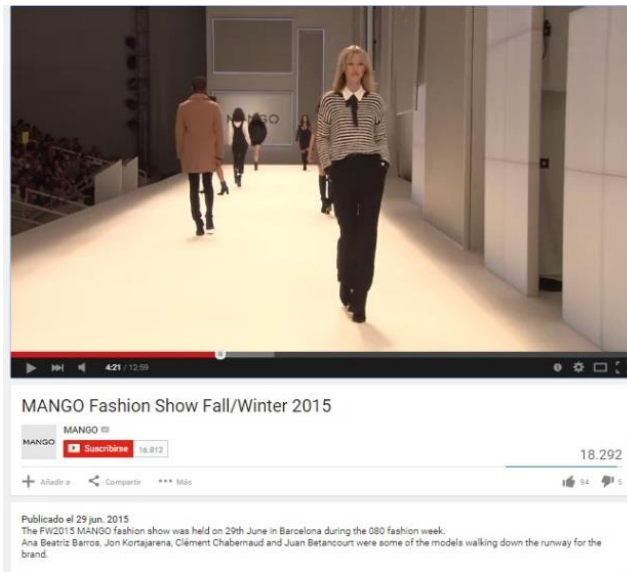 MANGO
4:21 / 12:59
MANGO Fashion Show Fall/Winter 2015
MANGO
MANGO
Suscribirse 16.812
18.292
Añadir a Compartir Más
94 5
Publicado el 29 jun. 2015
The FW2015 MANGO fashion show was held on 29th June in Barcelona during the 080 fashion week.
Ana Beatriz Barros, Jon Kortajarena, Clément Chabernaud and Juan Betancourt were some of the models walking down the runway for the
brand.